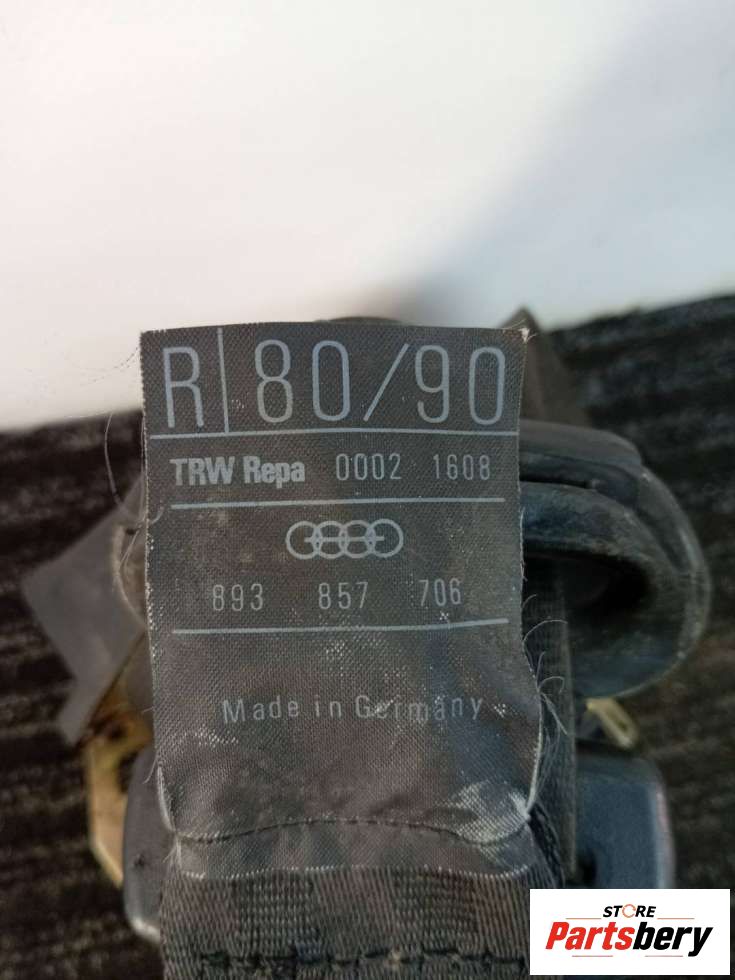 R 80/90
TRW Repa 0002 1608
893 857 706
Made in Germany
STORE
Partsbery